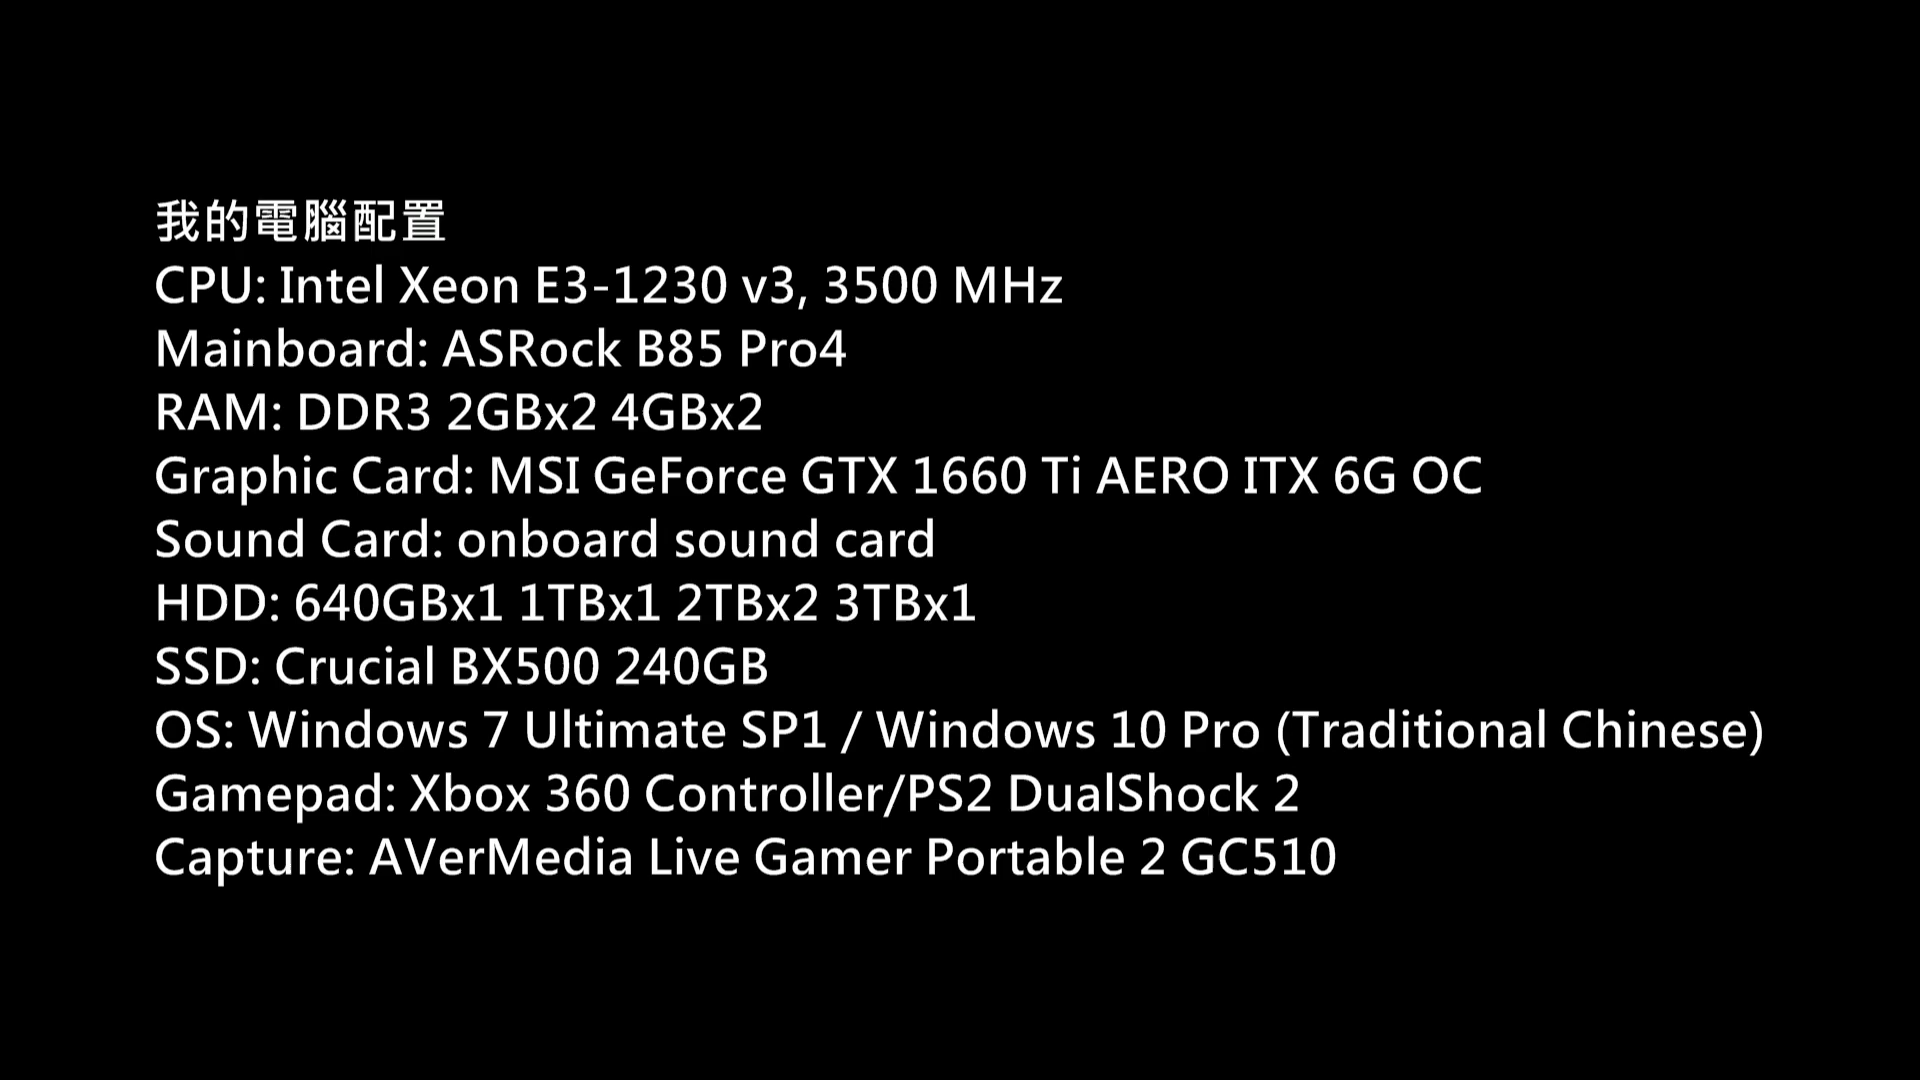 我的電腦配置
CPU: Intel Xeon E3-1230 v3, 3500 MHz
Mainboard: ASRock B85 Pro4
RAM: DDR3 2GBx2 4GBx2
Graphic Card: MSI GeForce GTX 1660 Ti AERO ITX 6G OC
Sound Card: onboard sound card
HDD: 640GBx1 1TBx1 2TBx2 3TBx1
SSD: Crucial BX500 240GB
OS: Windows 7 Ultimate SP1 / Windows 10 Pro (Traditional Chinese)
Gamepad: Xbox 360 Controller/PS2 DualShock 2
Capture: AVerMedia Live Gamer Portable 2 GC510